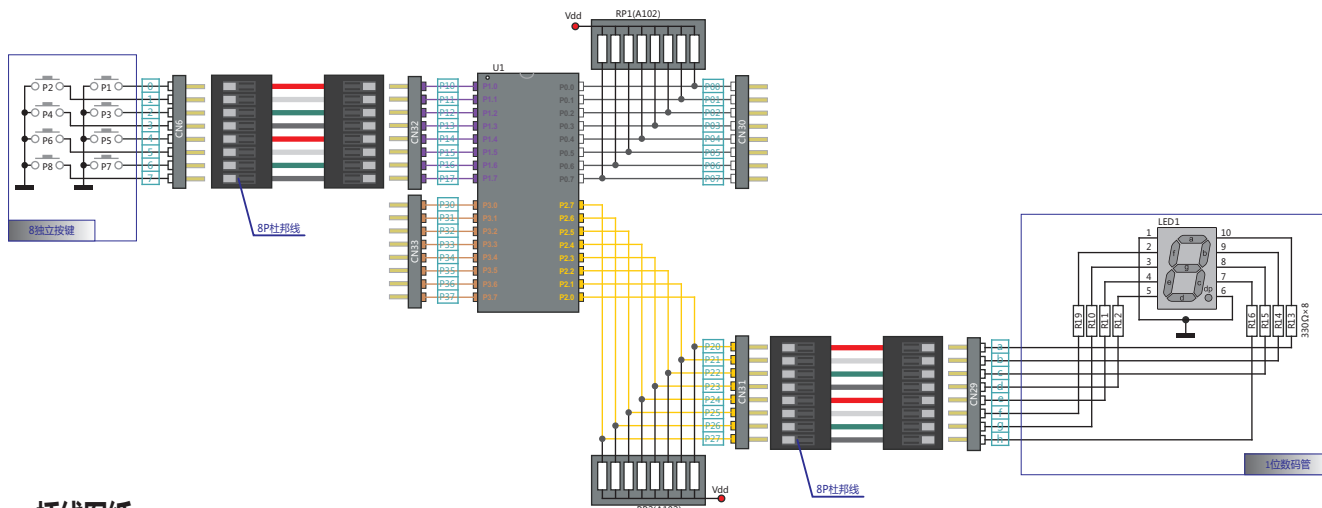 Vdd
RP1(A102)
U1
P2
P1
P4
P3
P6
P5
P8
P7
8独立按键
0
1
2
3
4
5
6
7
CN6
8P杜邦线
CN32
P10
P11
P12
P13
P14
P15
P16
P17
P1.0
P1.1
P1.2
P1.3
P1.4
P1.5
P1.6
P1.7
P0.0
P0.1
P0.2
P0.3
P0.4
P0.5
P0.6
P0.7
P00
P01
P02
P03
P04
P05
P06
P07
CN30
CN33
P30
P31
P32
P33
P34
P35
P36
P37
P3.0
P3.1
P3.2
P3.3
P3.4
P3.5
P3.6
P3.7
P2.7
P2.6
P2.5
P2.4
P2.3
P2.2
P2.1
P2.0
P20
P21
P22
P23
P24
P25
P26
P27
CN31
8P杜邦线
Vdd
CN29
a
b
c
d
e
f
g
h
LED1
1
2
3
4
5
10
9
8
7
6
a
b
c
d
e
f
g
dp
R19
R10
R11
R12
R16
R15
R14
R13
330Ω×8
1位数码管